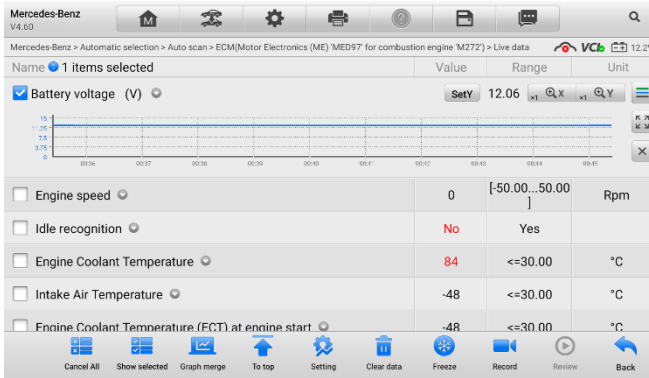 Mercedes-Benz
V4.60
Mercedes-Benz > Automatic selection > Auto scan > ECM(Motor Electronics (ME) 'MED97' for combustion engine 'M272') > Live data VCI 12.2
Name 1 items selected Value Range Unit
Battery voltage (V) SetY 12.06 x1 X x1 Y
15
11.25
7.5
3.75
0
00:36 00:37 00:38 00:39 00:40 00:41 00:42 00:43 00:44 00:45
Engine speed 0 [-50.00...50.00] Rpm
Idle recognition No Yes
Engine Coolant Temperature 84 <=30.00 °C
Intake Air Temperature -48 <=30.00 °C
Engine Coolant Temperature (ECT) at engine start -48 <=30.00 °C
Cancel All Show selected Graph merge To top Setting Clear data Freeze Record Review Back